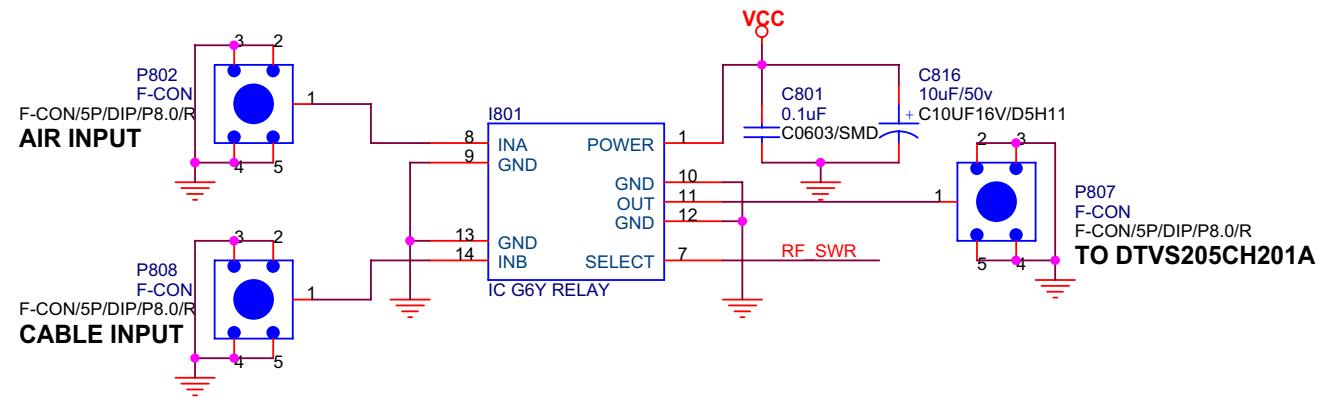 VCC
3 2
P802
F-CON
F-CON/5P/DIP/P8.0/R
AIR INPUT
1
4 5
I801
8 INA
9 GND
13 GND
14 INB
POWER 1
GND 10
OUT 11
GND 12
SELECT 7
IC G6Y RELAY
RF_SWR
C801
0.1uF
C0603/SMD
C816
10uF/50v
+ C10UF16V/D5H11
2 3
1
5 4
P807
F-CON
F-CON/5P/DIP/P8.0/R
TO DTVS205CH201A
3 2
P808
F-CON
F-CON/5P/DIP/P8.0/R
CABLE INPUT
1
4 5